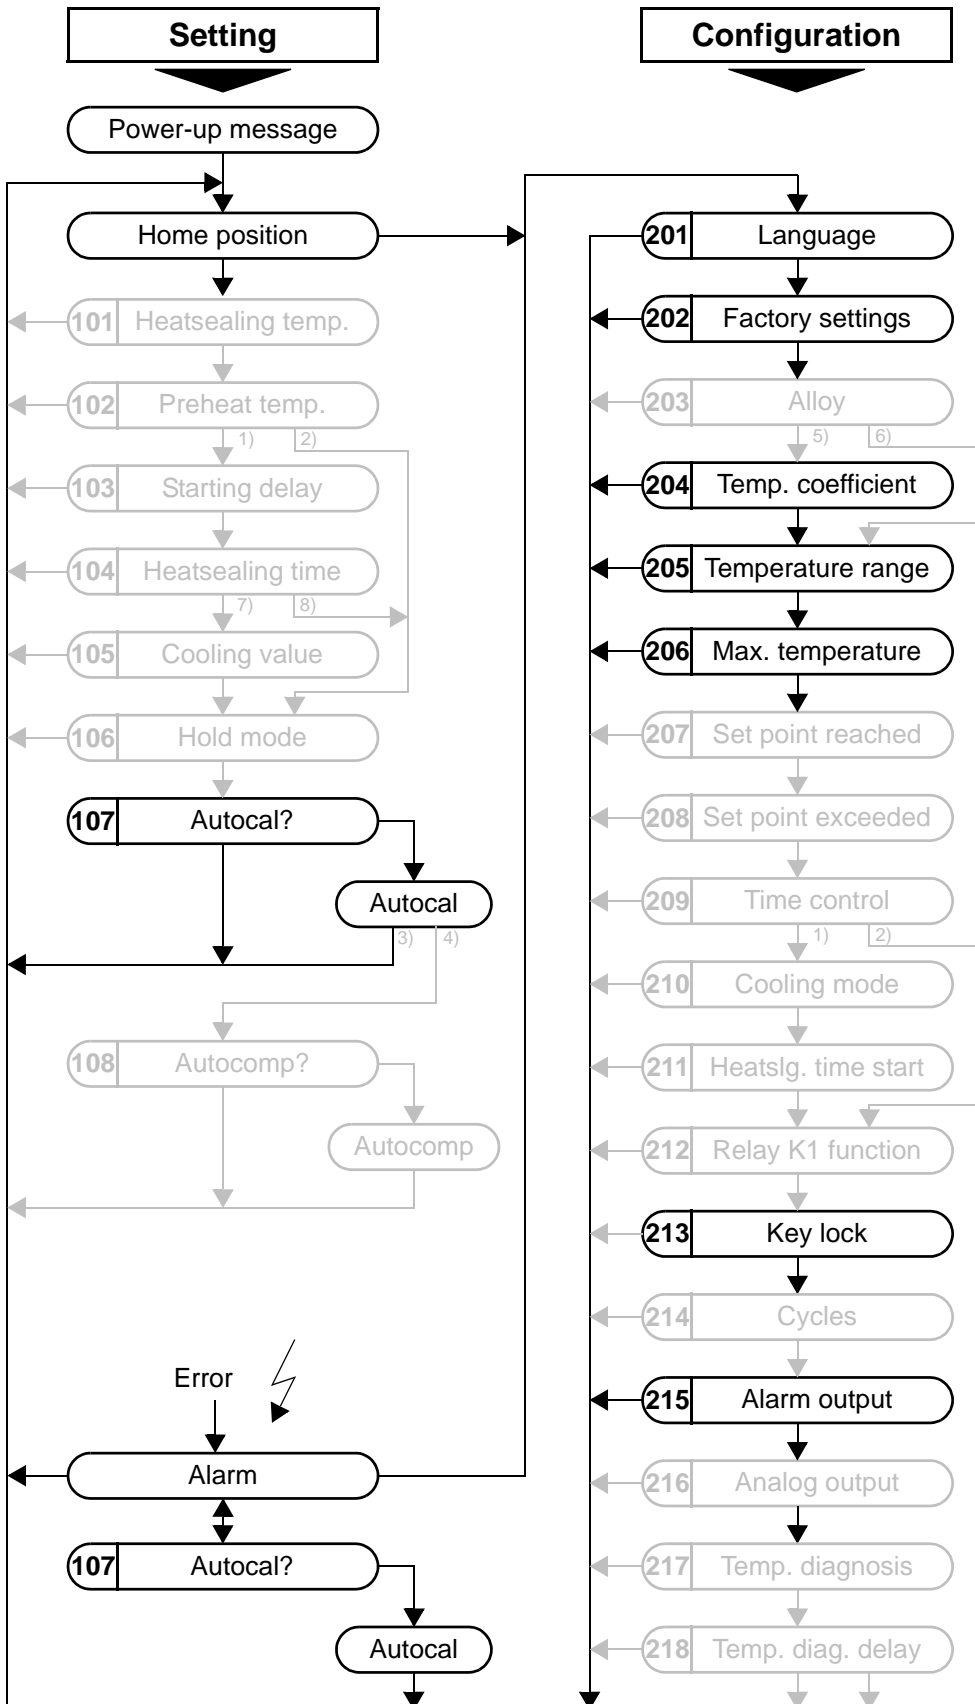 Setting
Power-up message
Home position
101 Heatsealing temp.
102 Preheat temp.
1) 2)
103 Starting delay
104 Heatsealing time
7) 8)
105 Cooling value
106 Hold mode
107 Autocal?
Autocal
3) 4)
108 Autocomp?
Autocomp
Error
Alarm
107 Autocal?
Autocal
Configuration
201 Language
202 Factory settings
203 Alloy
5) 6)
204 Temp. coefficient
205 Temperature range
206 Max. temperature
207 Set point reached
208 Set point exceeded
209 Time control
1) 2)
210 Cooling mode
211 Heatslg. time start
212 Relay K1 function
213 Key lock
214 Cycles
215 Alarm output
216 Analog output
217 Temp. diagnosis
218 Temp. diag. delay